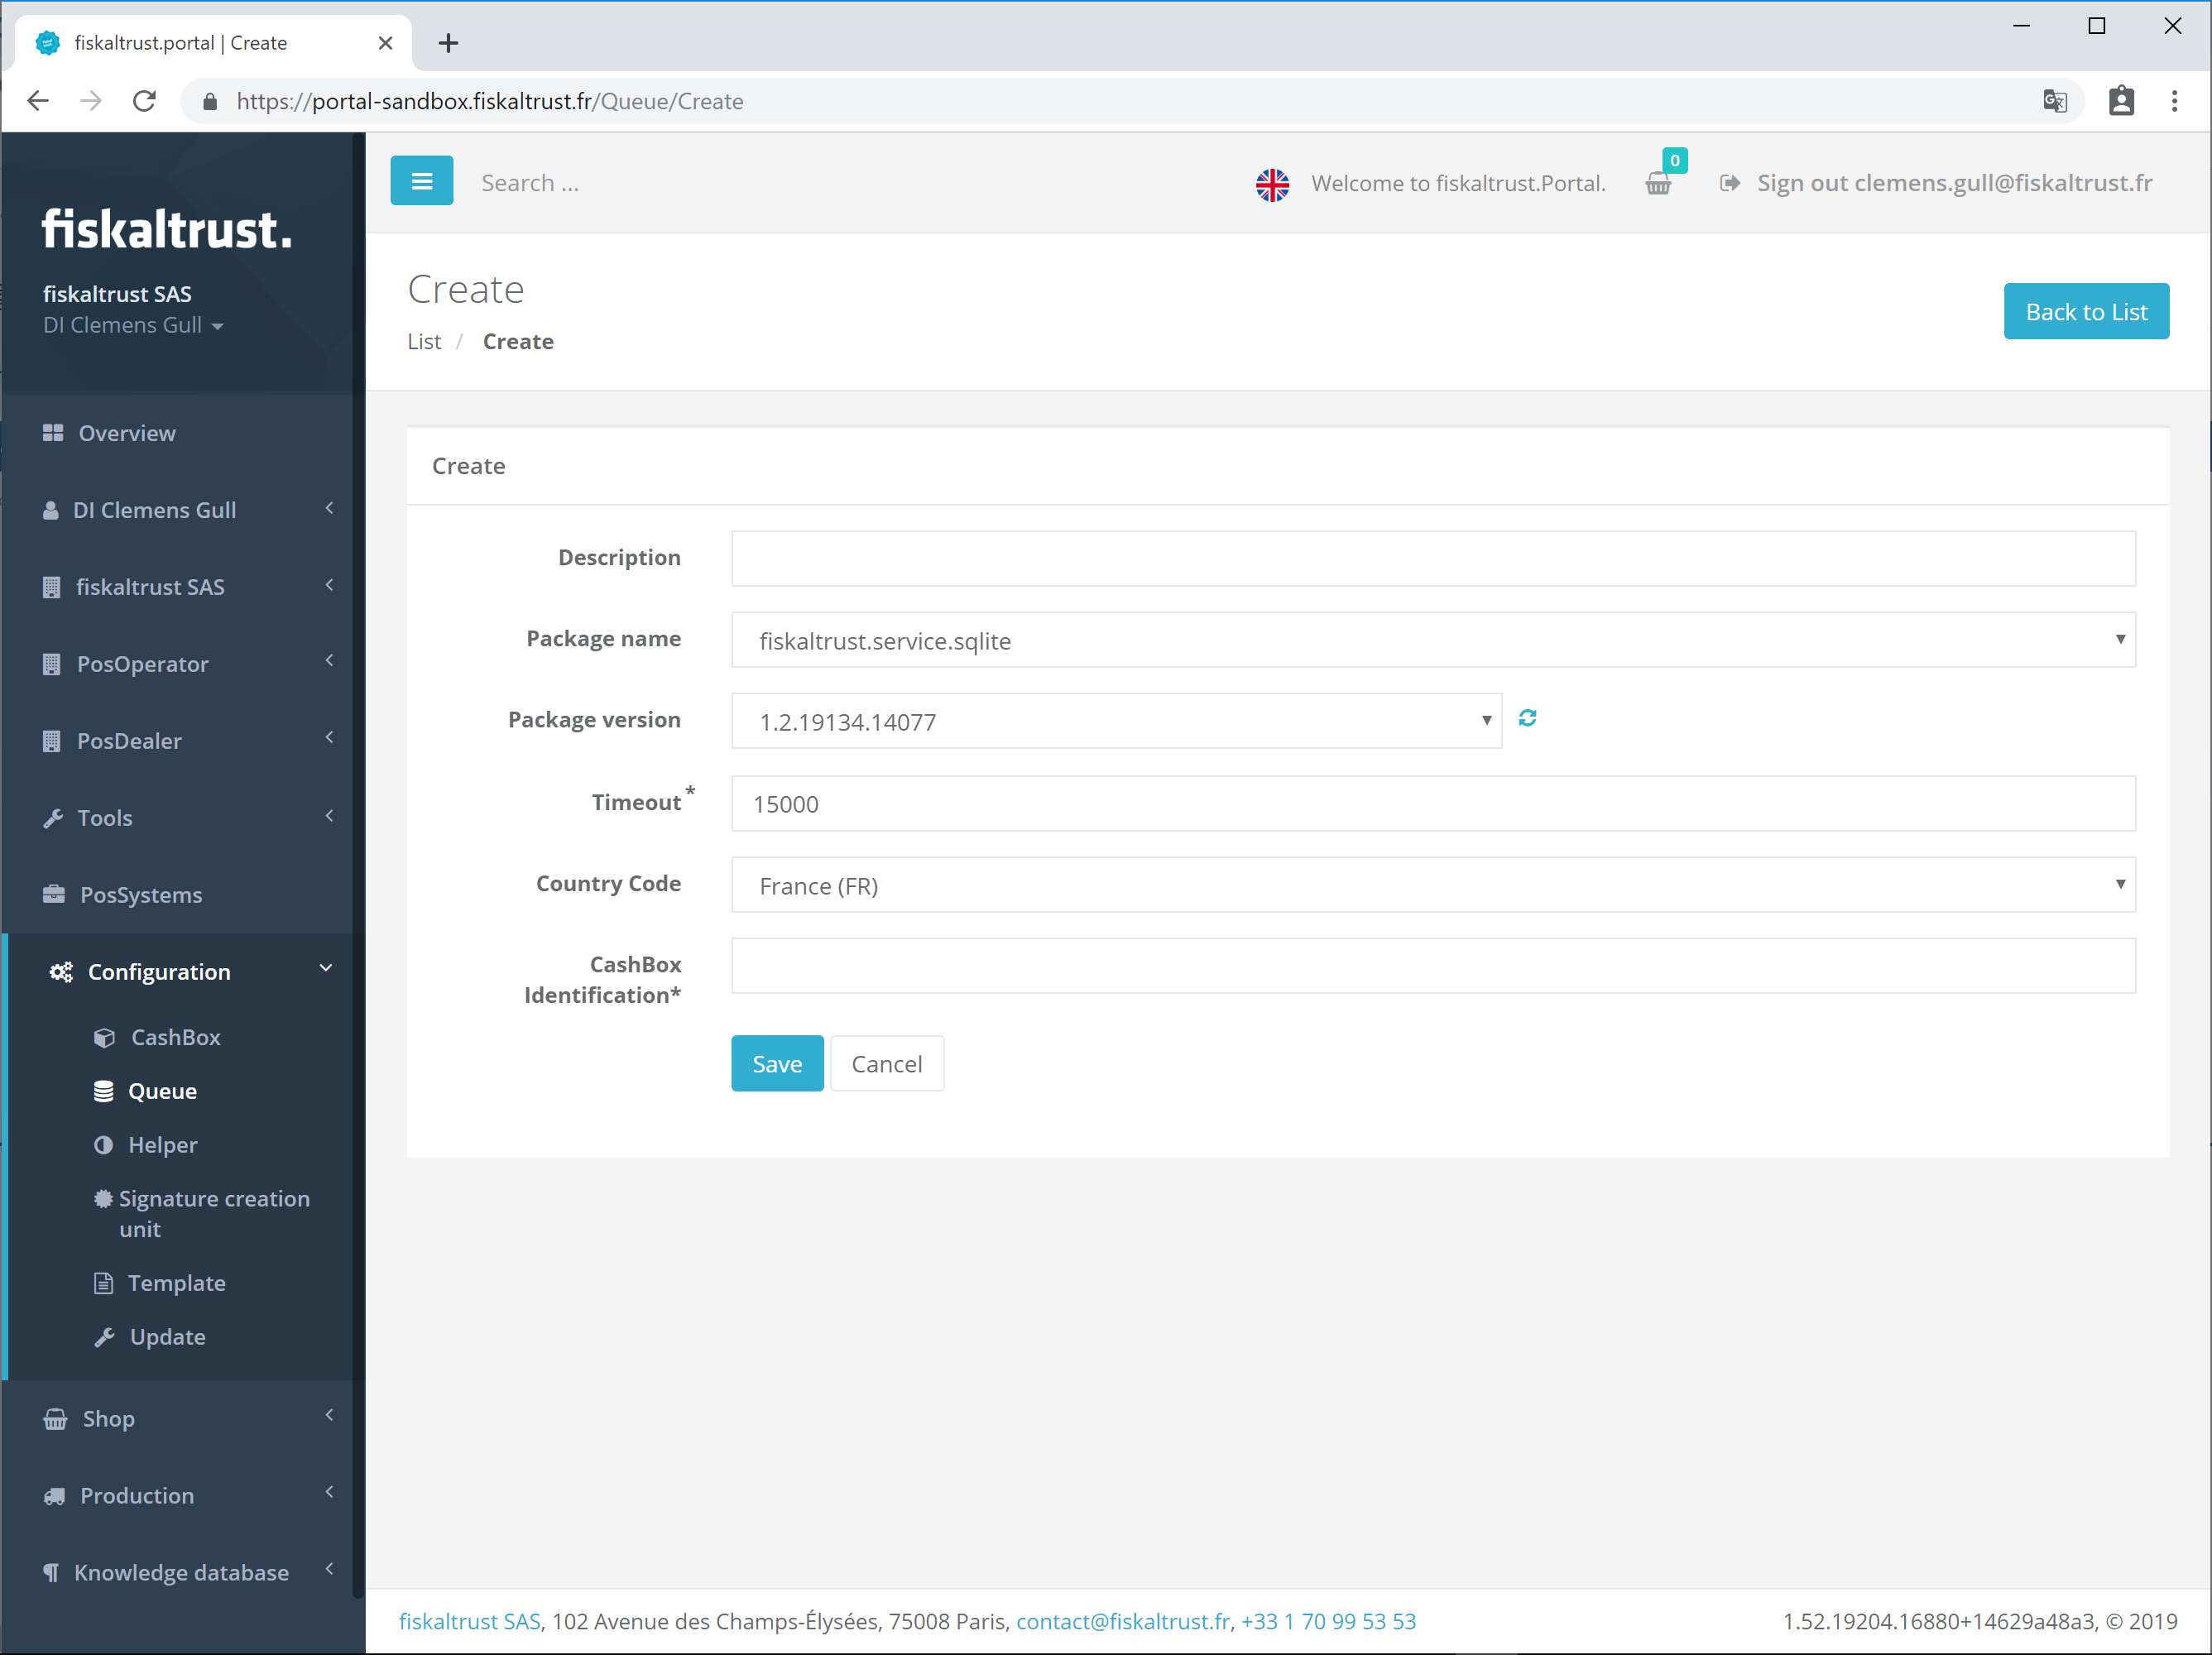 fiskaltrust.portal | Create
https://portal-sandbox.fiskaltrust.fr/Queue/Create
fiskaltrust.
fiskaltrust SAS
DI Clemens Gull
Overview
DI Clemens Gull
fiskaltrust SAS
PosOperator
PosDealer
Tools
PosSystems
Configuration
CashBox
Queue
Helper
Signature creation
unit
Template
Update
Shop
Production
Knowledge database
Search ...
Welcome to fiskaltrust.Portal.
0
Sign out clemens.gull@fiskaltrust.fr
Create
List / Create
Back to List
Create
Description
Package name fiskaltrust.service.sqlite
Package version 1.2.19134.14077
Timeout * 15000
Country Code France (FR)
CashBox
Identification*
Save Cancel
fiskaltrust SAS, 102 Avenue des Champs-Élysées, 75008 Paris, contact@fiskaltrust.fr, +33 1 70 99 53 53
1.52.19204.16880+14629a48a3, © 2019